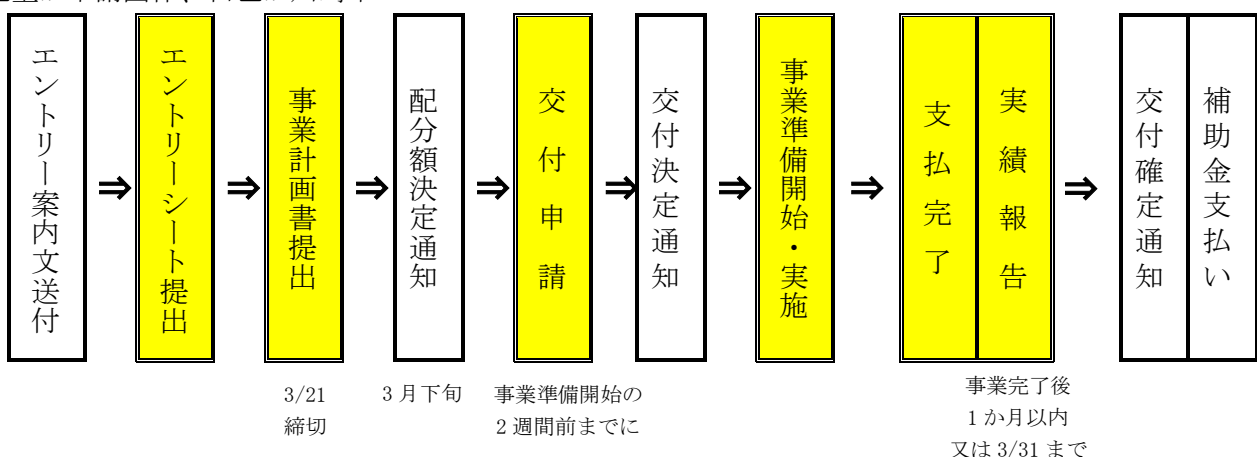 エントリー案内文送付
⇒
エントリーシート提出
⇒
事業計画書提出
⇒
配分額決定通知
⇒
交付申請
⇒
交付決定通知
⇒
事業準備開始・実施
⇒
支払完了
実績報告
⇒
交付確定通知
補助金支払い
3/21
締切
3月下旬
事業準備開始の
2週間前までに
事業完了後
1か月以内
又は3/31まで